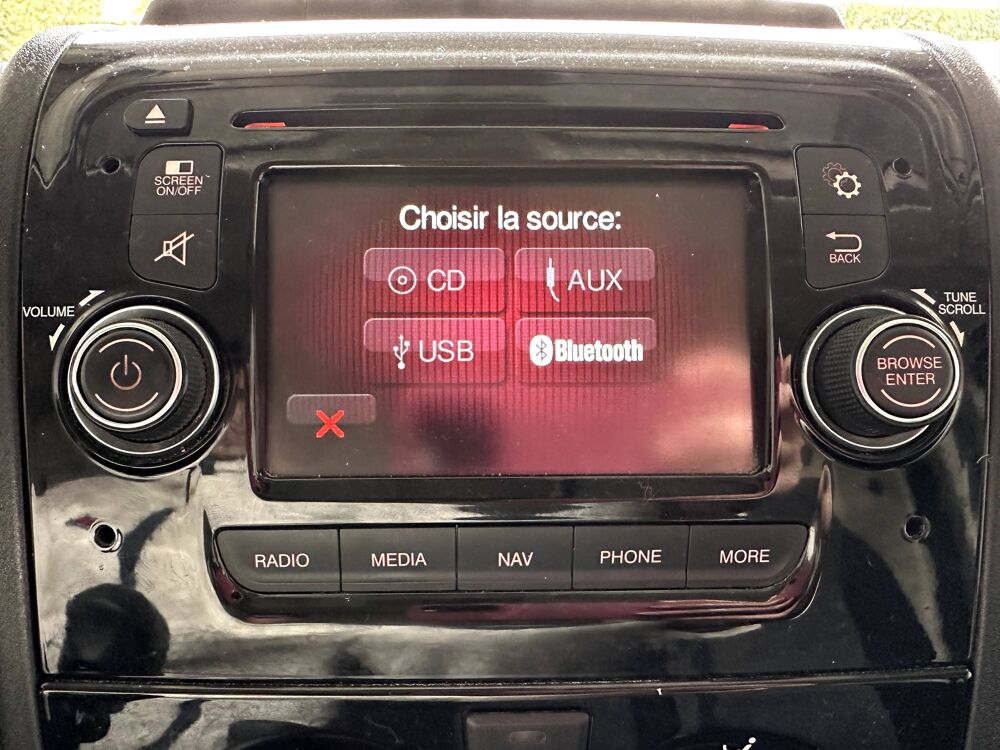 SCREEN
ON/OFF
Choisir la source:
CD
AUX
USB
Bluetooth
BACK
VOLUME
TUNE
SCROLL
BROWSE
ENTER
RADIO
MEDIA
NAV
PHONE
MORE